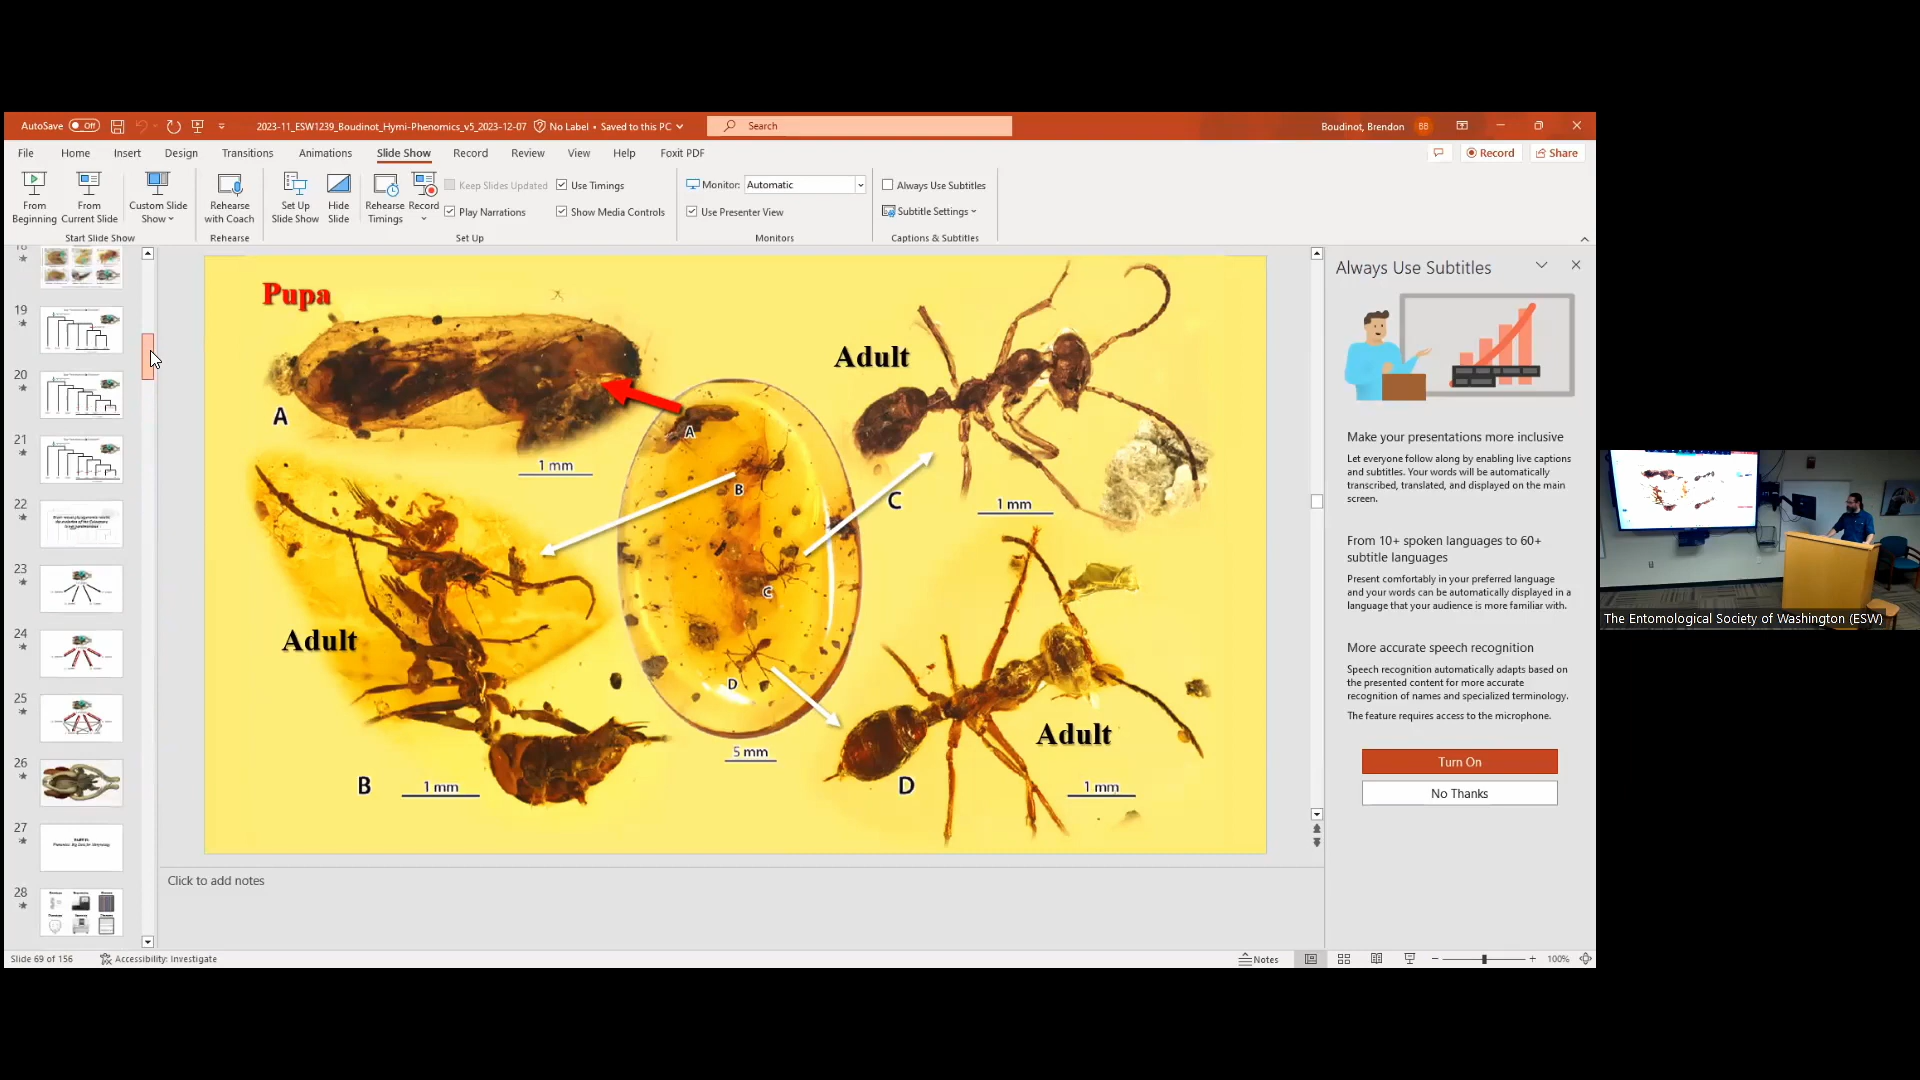 AutoSave Off 2023-11_ESW1239_Boudinot_Hymi-Phenomics_v5_2023-12-07 No Label • Saved to this PC Search Boudinot, Brendon BB
File Home Insert Design Transitions Animations Slide Show Record Review View Help Foxit PDF Record Share
From Beginning
From Current Slide
Custom Slide Show
Start Slide Show
Rehearse with Coach
Rehearse
Set Up Slide Show
Hide Slide
Rehearse Timings
Record
Keep Slides Updated
Play Narrations
Use Timings
Show Media Controls
Set Up
Monitor: Automatic
Use Presenter View
Monitors
Always Use Subtitles
Subtitle Settings
Captions & Subtitles
18
19
20
21
22
23
24
25
26
27
28
Pupa
A
1 mm
Adult
C
1 mm
A
B
C
D
5 mm
Adult
B
1 mm
Adult
D
1 mm
Click to add notes
Always Use Subtitles
Make your presentations more inclusive
Let everyone follow along by enabling live captions
and subtitles. Your words will be automatically
transcribed, translated, and displayed on the main
screen.
From 10+ spoken languages to 60+
subtitle languages
Present comfortably in your preferred language
and your words can be automatically displayed in a
language that your audience is more familiar with.
More accurate speech recognition
Speech recognition automatically adapts based on
the presented content for more accurate
recognition of names and specialized terminology.
The feature requires access to the microphone.
Turn On
No Thanks
The Entomological Society of Washington (ESW)
Slide 69 of 156 Accessibility: Investigate Notes 100%